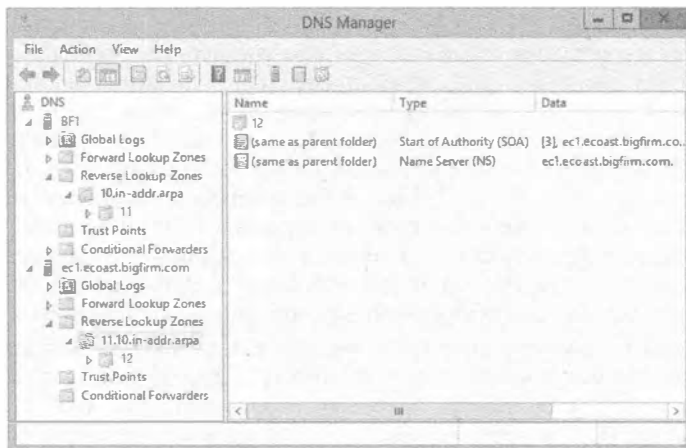 DNS Manager
File Action View Help
DNS
BF1
Global Logs
Forward Lookup Zones
Reverse Lookup Zones
10.in-addr.arpa
11
Trust Points
Conditional Forwarders
ec1.ecoast.bigfirm.com
Global Logs
Forward Lookup Zones
Reverse Lookup Zones
11.10.in-addr.arpa
12
Trust Points
Conditional Forwarders
Name Type Data
12
(same as parent folder) Start of Authority (SOA) [3], ec1.ecoast.bigfirm.co...
(same as parent folder) Name Server (NS) ec1.ecoast.bigfirm.com.